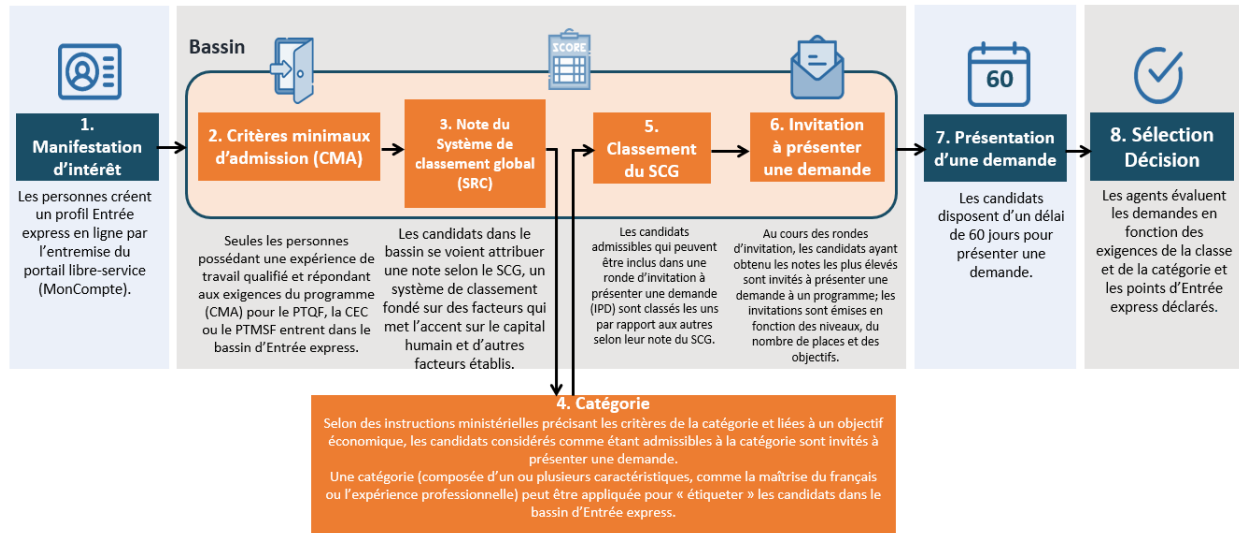 Bassin
SCORE
60
1.
Manifestation
d’intérêt
Les personnes créent
un profil Entrée
express en ligne par
l’entremise du
portail libre-service
(MonCompte).
2. Critères minimaux
d’admission (CMA)
Seules les personnes
possédant une expérience de
travail qualifié et répondant
aux exigences du programme
(CMA) pour le PTQF, la CEC
ou le PTMSF entrent dans le
bassin d’Entrée express.
3. Note du
Système de
classement global
(SRC)
Les candidats dans le
bassin se voient attribuer
une note selon le SCG, un
système de classement
fondé sur des facteurs qui
met l’accent sur le capital
humain et d’autres
facteurs établis.
4. Catégorie
Selon des instructions ministérielles précisant les critères de la catégorie et liées à un objectif
économique, les candidats considérés comme étant admissibles à la catégorie sont invités à
présenter une demande.
Une catégorie (composée d’un ou plusieurs caractéristiques, comme la maîtrise du français
ou l’expérience professionnelle) peut être appliquée pour « étiqueter » les candidats dans le
bassin d’Entrée express.
5.
Classement
du SCG
Les candidats
admissibles qui peuvent
être inclus dans une
ronde d’invitation à
présenter une demande
(IPD) sont classés les uns
par rapport aux autres
selon leur note du SCG.
6. Invitation
à présenter
une demande
Au cours des rondes
d’invitation, les candidats ayant
obtenu les notes les plus élevés
sont invités à présenter une
demande à un programme; les
invitations sont émises en
fonction des niveaux, du
nombre de places et des
objectifs.
7. Présentation
d’une demande
Les candidats
disposent d’un délai
de 60 jours pour
présenter une
demande.
8. Sélection
Décision
Les agents évaluent
les demandes en
fonction des
exigences de la classe
et de la catégorie et
les points d’Entrée
express déclarés.